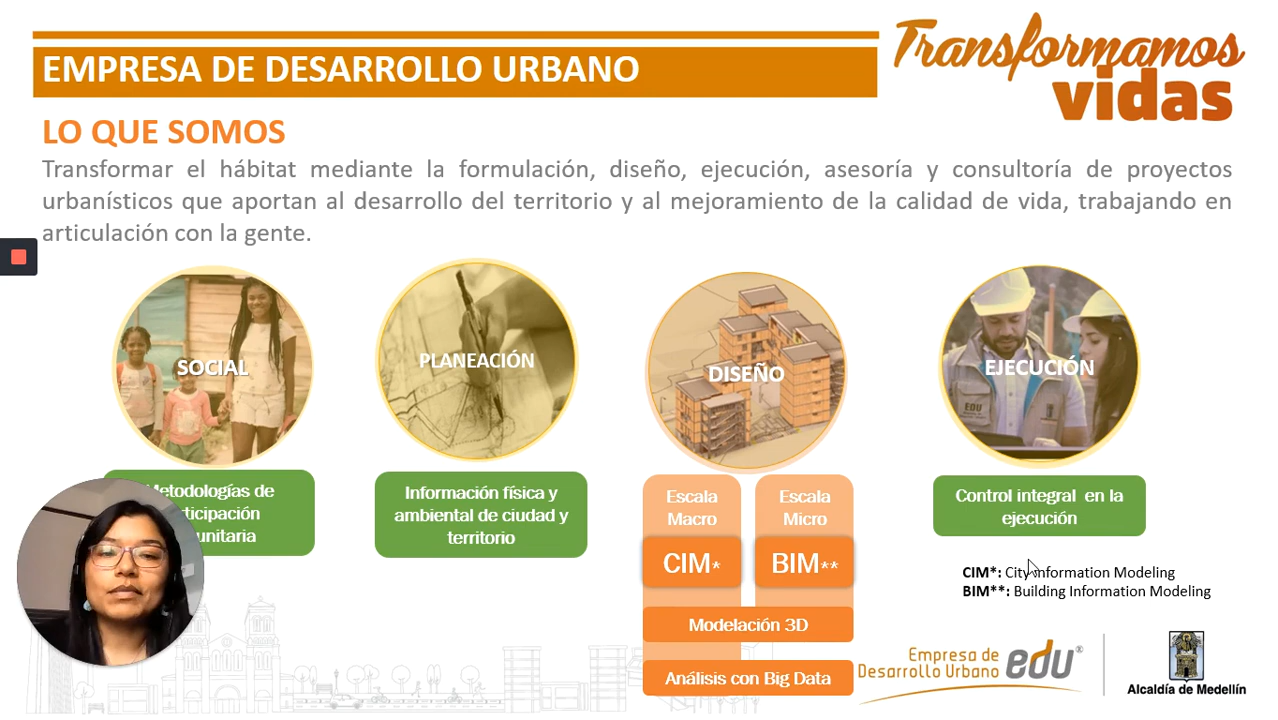 EMPRESA DE DESARROLLO URBANO
Transformamos
vidas
LO QUE SOMOS
Transformar el hábitat mediante la formulación, diseño, ejecución, asesoría y consultoría de proyectos
urbanísticos que aportan al desarrollo del territorio y al mejoramiento de la calidad de vida, trabajando en
articulación con la gente.
SOCIAL
PLANEACIÓN
DISEÑO
EJECUCIÓN
EDU
Metodologías de
Información física y
ambiental de ciudad y
territorio
Escala
Macro
CIM*
Escala
Micro
BIM**
Modelación 3D
Análisis con Big Data
Control integral en la
ejecución
CIM*: City Information Modeling
BIM**: Building Information Modeling
Empresa de
Desarrollo Urbano
edu®
Alcaldía de Medellín